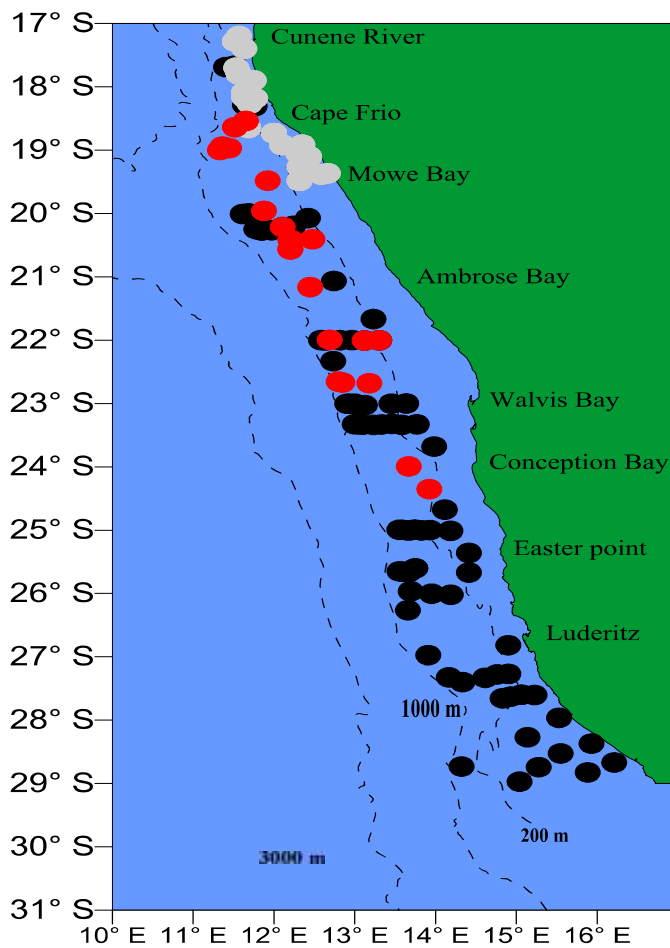 17° S
Cunene River
18° S
Cape Frio
19° S
Mowe Bay
20° S
21° S
Ambrose Bay
22° S
23° S
Walvis Bay
24° S
Conception Bay
25° S
Easter point
26° S
27° S
Luderitz
28° S
1000 m
29° S
30° S
200 m
3000 m
31° S
10° E 11° E 12° E 13° E 14° E 15° E 16° E